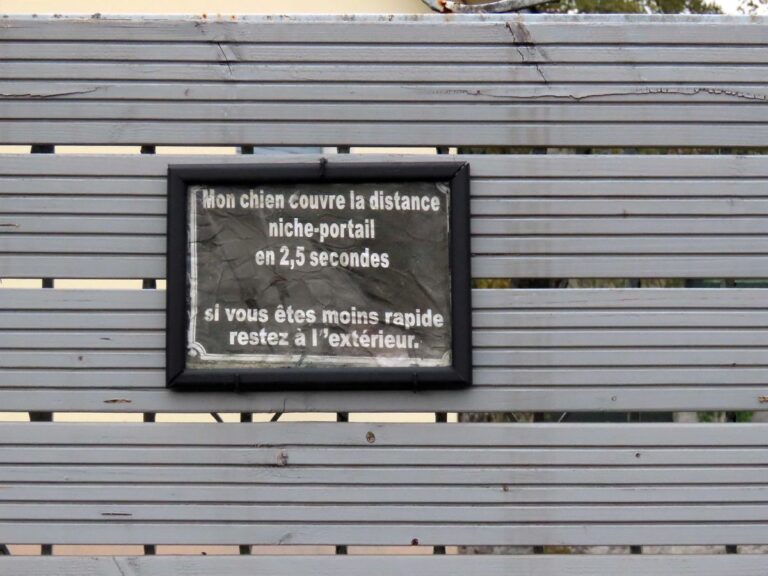 Mon chien couvre la distance
niche-portail
en 2,5 secondes
si vous êtes moins rapide
restez à l'’extérieur.